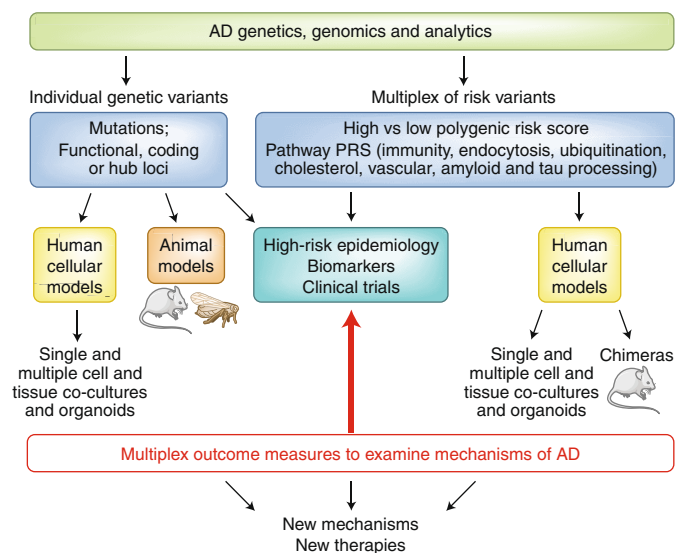 AD genetics, genomics and analytics
Individual genetic variants
Multiplex of risk variants
Mutations;
Functional, coding
or hub loci
High vs low polygenic risk score
Pathway PRS (immunity, endocytosis, ubiquitination,
cholesterol, vascular, amyloid and tau processing)
Human
cellular
models
Animal
models
High-risk epidemiology
Biomarkers
Clinical trials
Human
cellular
models
Single and
multiple cell and
tissue co-cultures
and organoids
Single and
multiple cell and
tissue co-cultures
and organoids
Chimeras
Multiplex outcome measures to examine mechanisms of AD
New mechanisms
New therapies